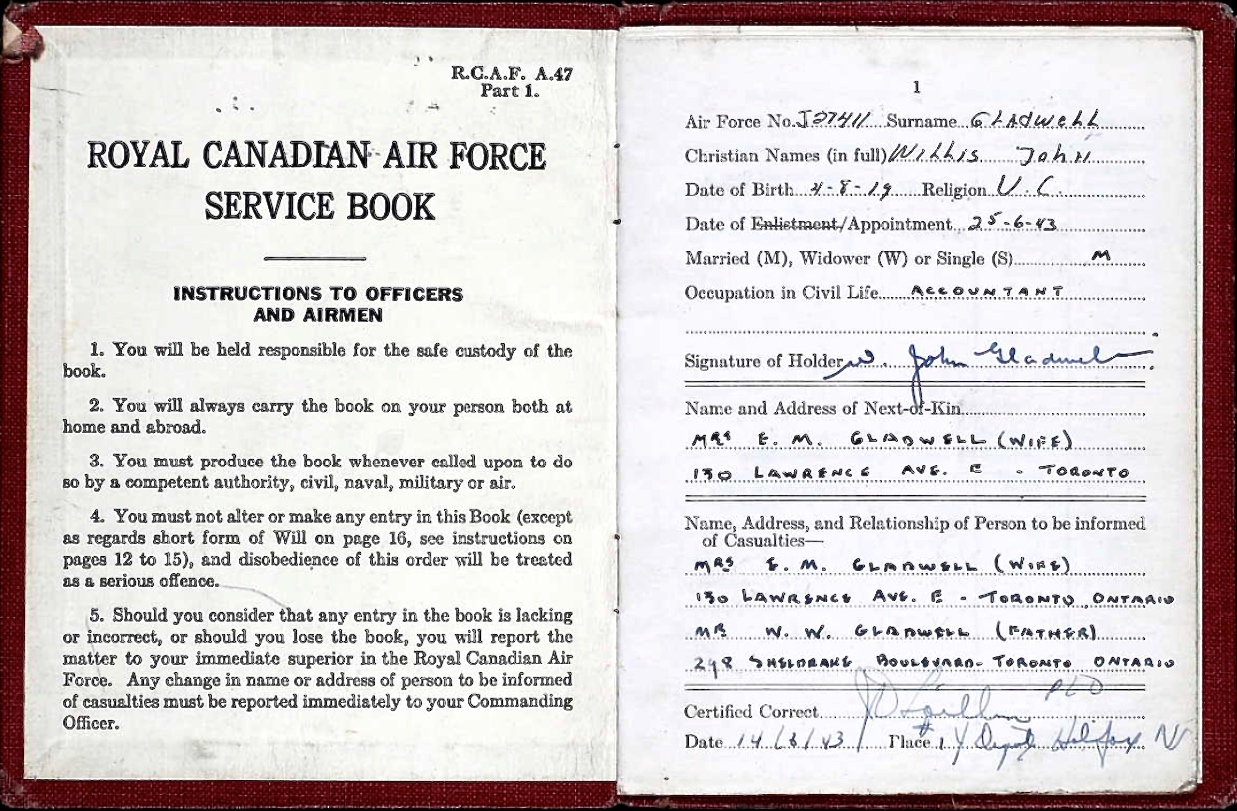 R.C.A.F. A.47
Part 1.
ROYAL CANADIAN AIR FORCE
SERVICE BOOK
INSTRUCTIONS TO OFFICERS
AND AIRMEN
1. You will be held responsible for the safe custody of the
book.
2. You will always carry the book on your person both at
home and abroad.
3. You must produce the book whenever called upon to do
so by a competent authority, civil, naval, military or air.
4. You must not alter or make any entry in this Book (except
as regards short form of Will on page 16, see instructions on
pages 12 to 15), and disobedience of this order will be treated
as a serious offence.
5. Should you consider that any entry in the book is lacking
or incorrect, or should you lose the book, you will report the
matter to your immediate superior in the Royal Canadian Air
Force. Any change in name or address of person to be informed
of casualties must be reported immediately to your Commanding
Officer.
1
Air Force No. J27411 Surname GLADWELL
Christian Names (in full) WILLIS JOHN
Date of Birth 4-8-19 Religion U.C.
Date of Enlistment/Appointment 25-6-43
Married (M), Widower (W) or Single (S) M
Occupation in Civil Life ACCOUNTANT
Signature of Holder W. John Gladwell
Name and Address of Next-of-Kin
MRS E. M. GLADWELL (WIFE)
130 LAWRENCE AVE. E - TORONTO
Name, Address, and Relationship of Person to be informed
of Casualties—
MRS E. M. GLADWELL (WIFE)
130 LAWRENCE AVE. E - TORONTO ONTARIO
MR W. W. GLADWELL (FATHER)
298 SHELDRAKE BOULEVARD - TORONTO ONTARIO
Certified Correct
Date 14/8/43 Place #1 Y Depot Halifax NS